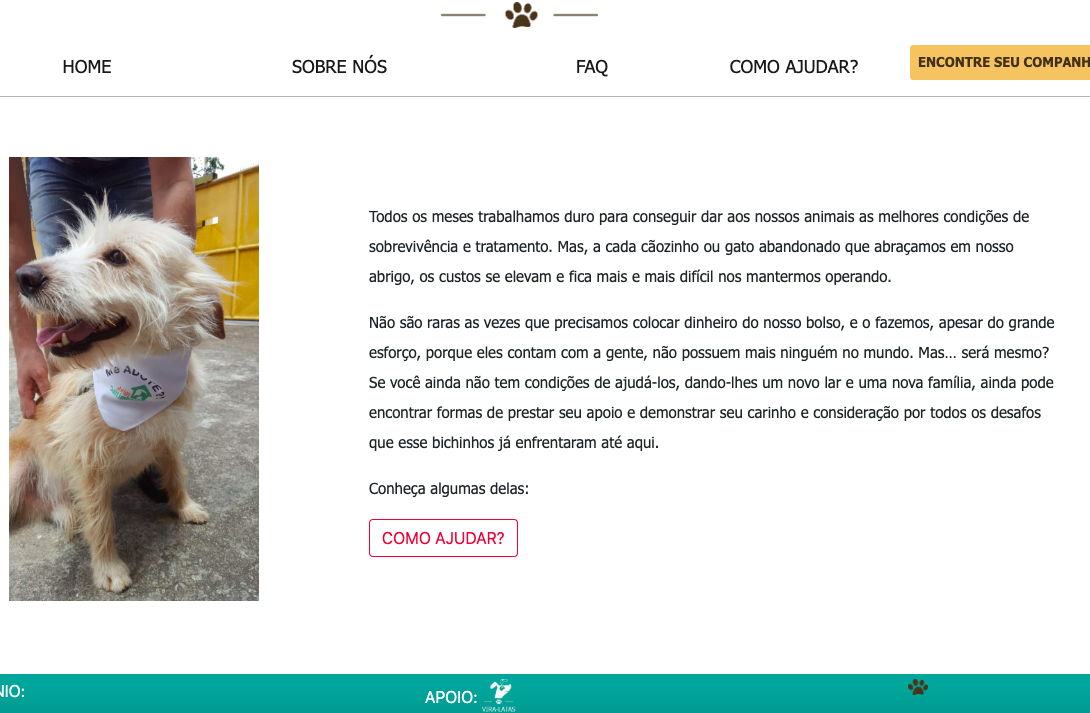 HOME SOBRE NÓS FAQ COMO AJUDAR? ENCONTRE SEU
Todos os meses trabalhamos duro para conseguir dar aos nossos animais as melhores condições de
sobrevivência e tratamento. Mas, a cada cãozinho ou gato abandonado que abraçamos em nosso
abrigo, os custos se elevam e fica mais e mais difícil nos mantermos operando.
Não são raras as vezes que precisamos colocar dinheiro do nosso bolso, e o fazemos, apesar do grande
esforço, porque eles contam com a gente, não possuem mais ninguém no mundo. Mas... será mesmo?
Se você ainda não tem condições de ajudá-los, dando-lhes um novo lar e uma nova família, ainda pode
encontrar formas de prestar seu apoio e demonstrar seu carinho e consideração por todos os desafos
que esse bichinhos já enfrentaram até aqui.
Conheça algumas delas:
COMO AJUDAR?
Me ADOTE?!
APOIO:
VIRA-LATAS